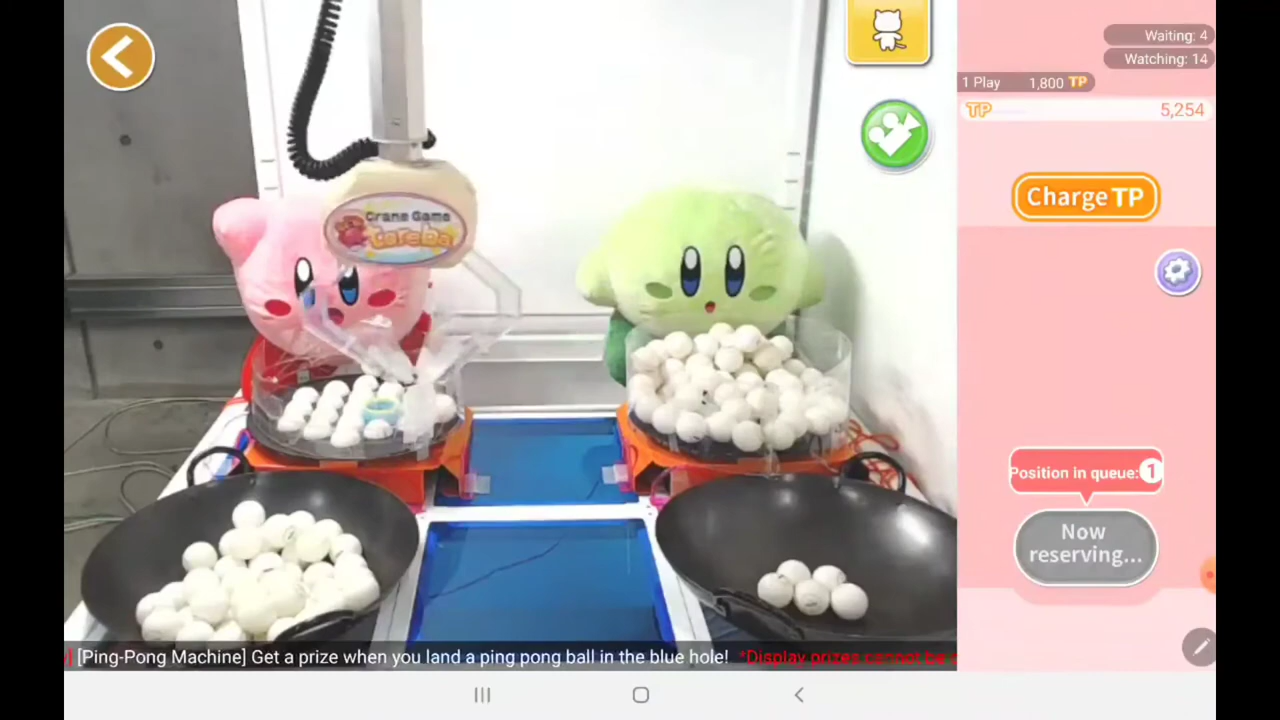 Waiting: 4
Watching: 14
1 Play 1,800 TP
TP 5,254
Charge TP
Crane Game
toreba
Position in queue: 1
Now
reserving...
[Ping-Pong Machine] Get a prize when you land a ping pong ball in the blue hole! *Display prizes cannot be